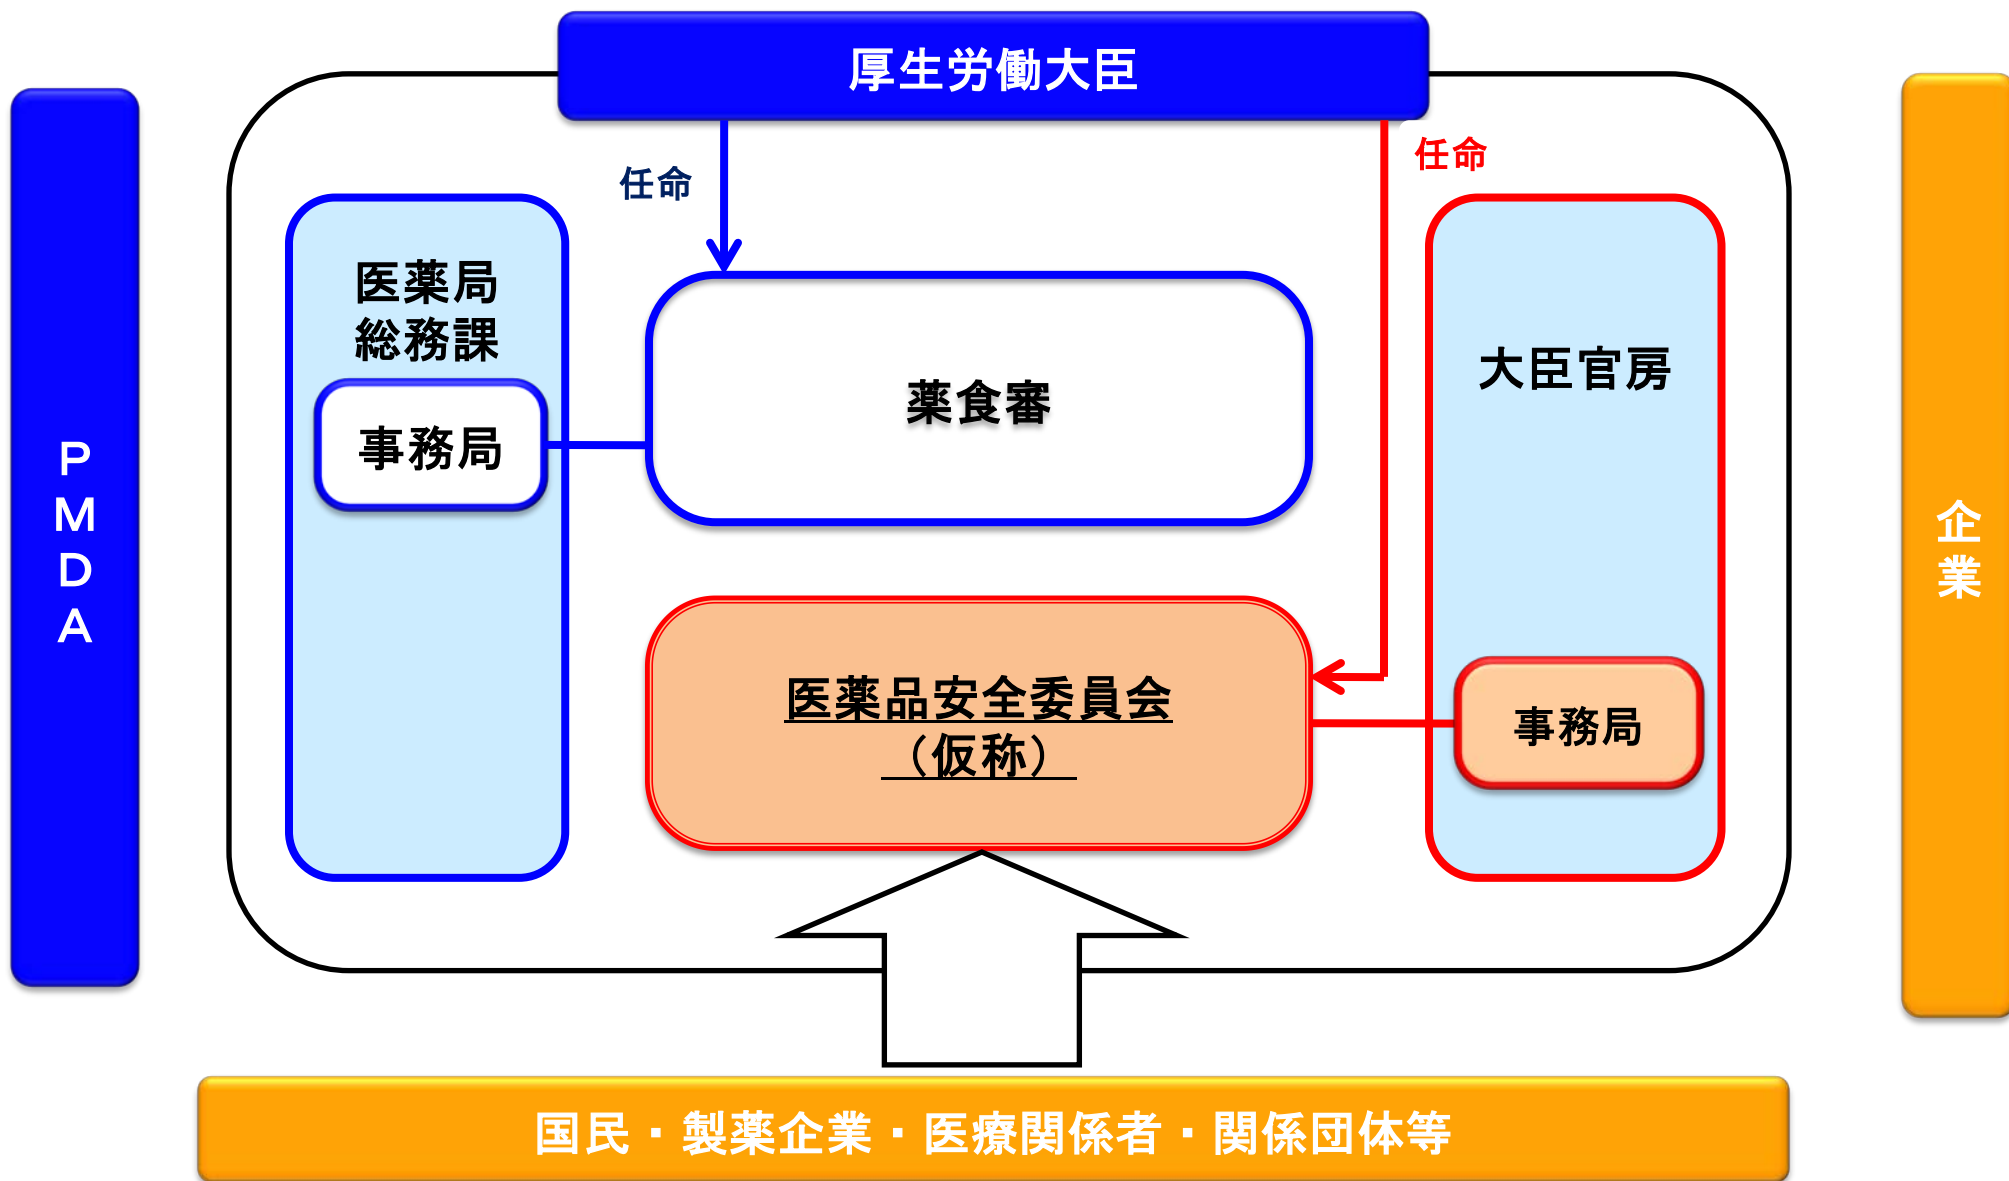 厚生労働大臣
任命
任命
医薬局
総務課
事務局
薬食審
大臣官房
医薬品安全委員会
（仮称）
事務局
PMDA
企業
国民・製薬企業・医療関係者・関係団体等